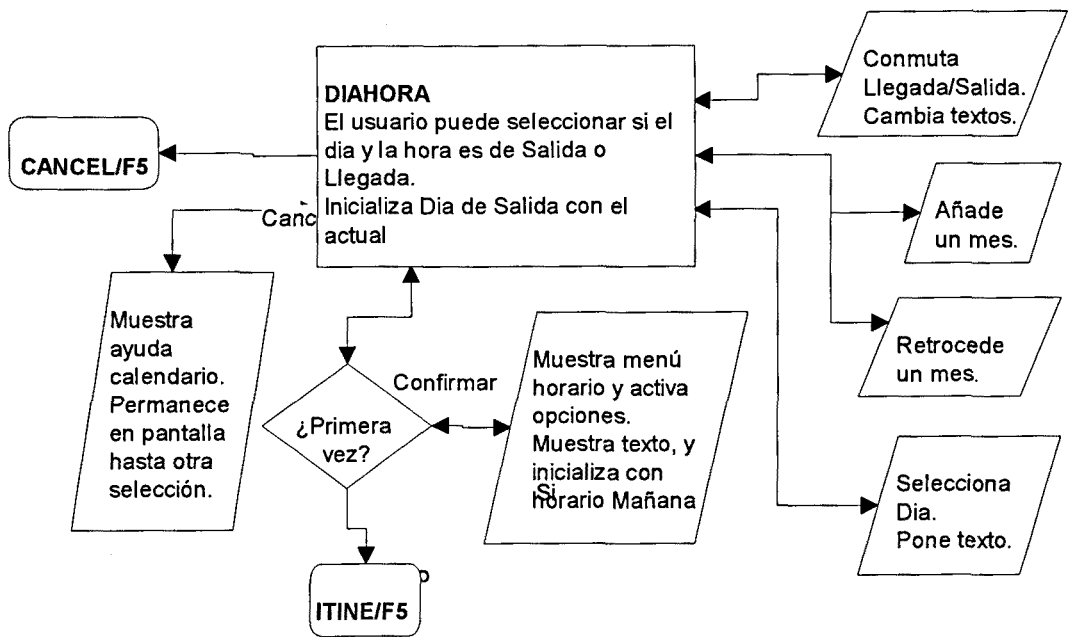 DIAHORA
El usuario puede seleccionar si el
dia y la hora es de Salida o
Llegada.
Inicializa Dia de Salida con el
actual
Conmuta
Llegada/Salida.
Cambia textos.
CANCEL/F5
Canc
Añade
un mes.
Muestra
ayuda
calendario.
Permanece
en pantalla
hasta otra
selección.
Retrocede
un mes.
Confirmar
¿Primera
vez?
Muestra menú
horario y activa
opciones.
Muestra texto, y
inicializa con
horario Mañana
Si
Selecciona
Dia.
Pone texto.
ITINE/F5